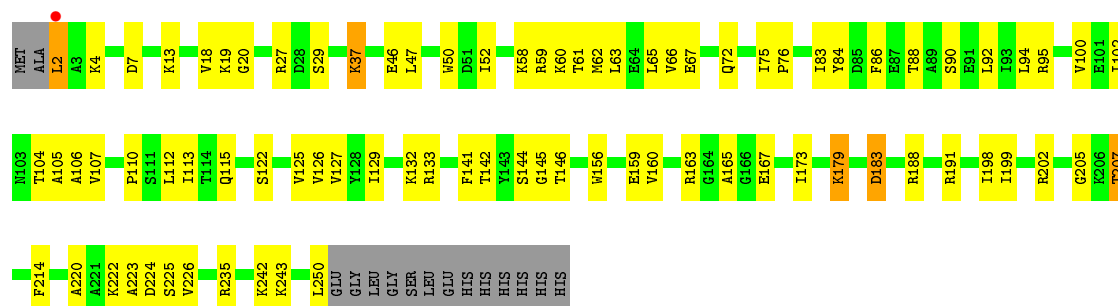 MET ALA L2 A3 K4 D7 K13 V18 K19 G20 R27 D28 S29 K37 E46 L47 W50 D51 I52 K58 R59 K60 T61 M62 L63 E64 L65 V66 E67 Q72 I75 P76 I83 Y84 D85 F86 E87 T88 A89 S90 E91 L92 I93 L94 R95 V100 E101 I102
N103 T104 A105 A106 V107 P110 S111 L112 I113 T114 Q115 S122 V125 V126 V127 Y128 I129 K132 R133 F141 T142 Y143 S144 G145 T146 W156 E159 V160 R163 G164 A165 G166 E167 I173 K179 D183 R188 R191 I198 I199 R202 G205 K206 T207
F214 A220 A221 K222 A223 D224 S225 V226 R235 K242 K243 L250 GLU GLY LEU GLY SER LEU GLU HIS HIS HIS HIS HIS HIS